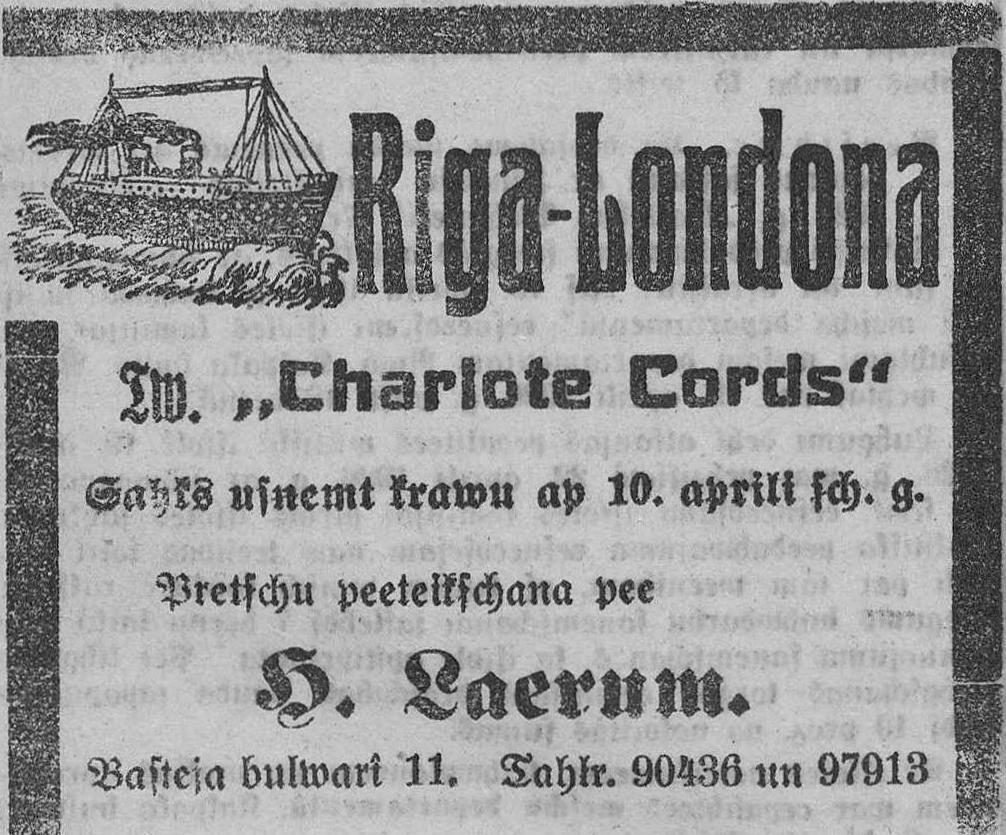 Riga-Londona
Tw. „Charlote Cords“
Sahks usnemt krawu ap 10. aprili sch. g.
Pretschu peeteikschana pee
H. Laerum.
Basteja bulwarî 11. Tahlr. 90436 un 97913